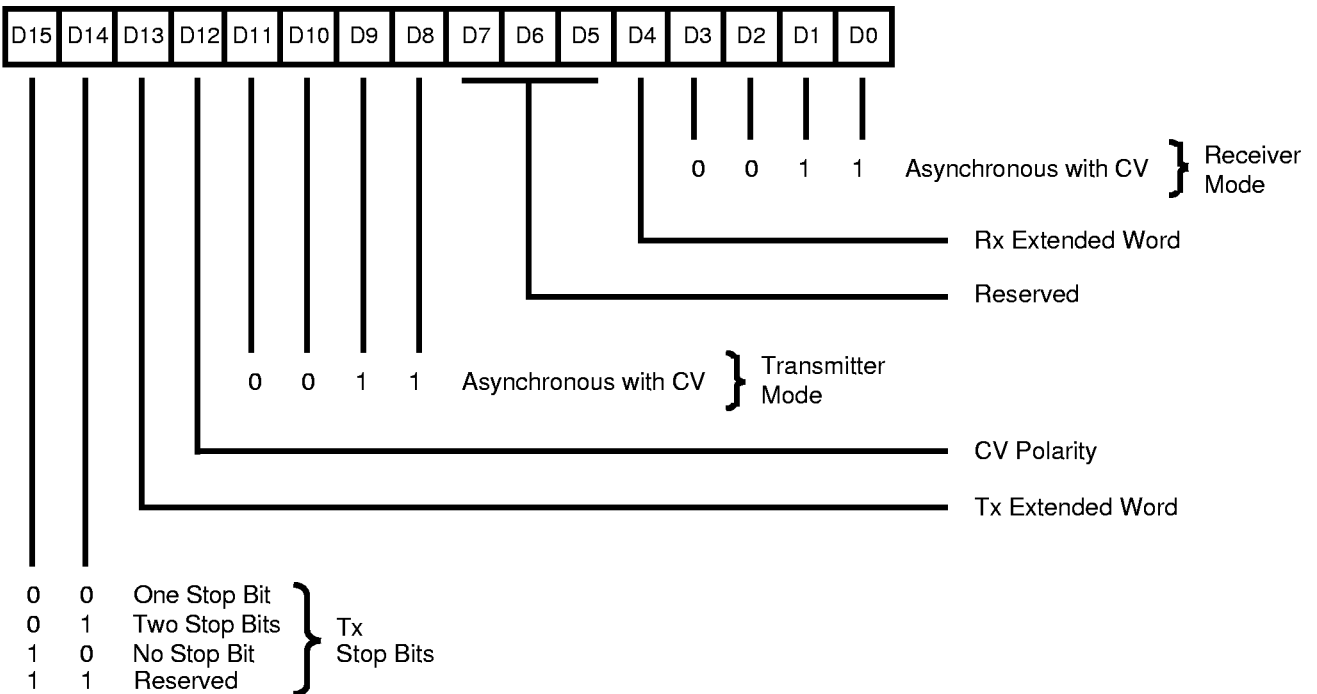 D15 D14 D13 D12 D11 D10 D9 D8 D7 D6 D5 D4 D3 D2 D1 D0
0 0 1 1 Asynchronous with CV } Receiver
Mode
Rx Extended Word
Reserved
0 0 1 1 Asynchronous with CV } Transmitter
Mode
CV Polarity
Tx Extended Word
0 0 One Stop Bit
0 1 Two Stop Bits
1 0 No Stop Bit
1 1 Reserved
} Tx
Stop Bits